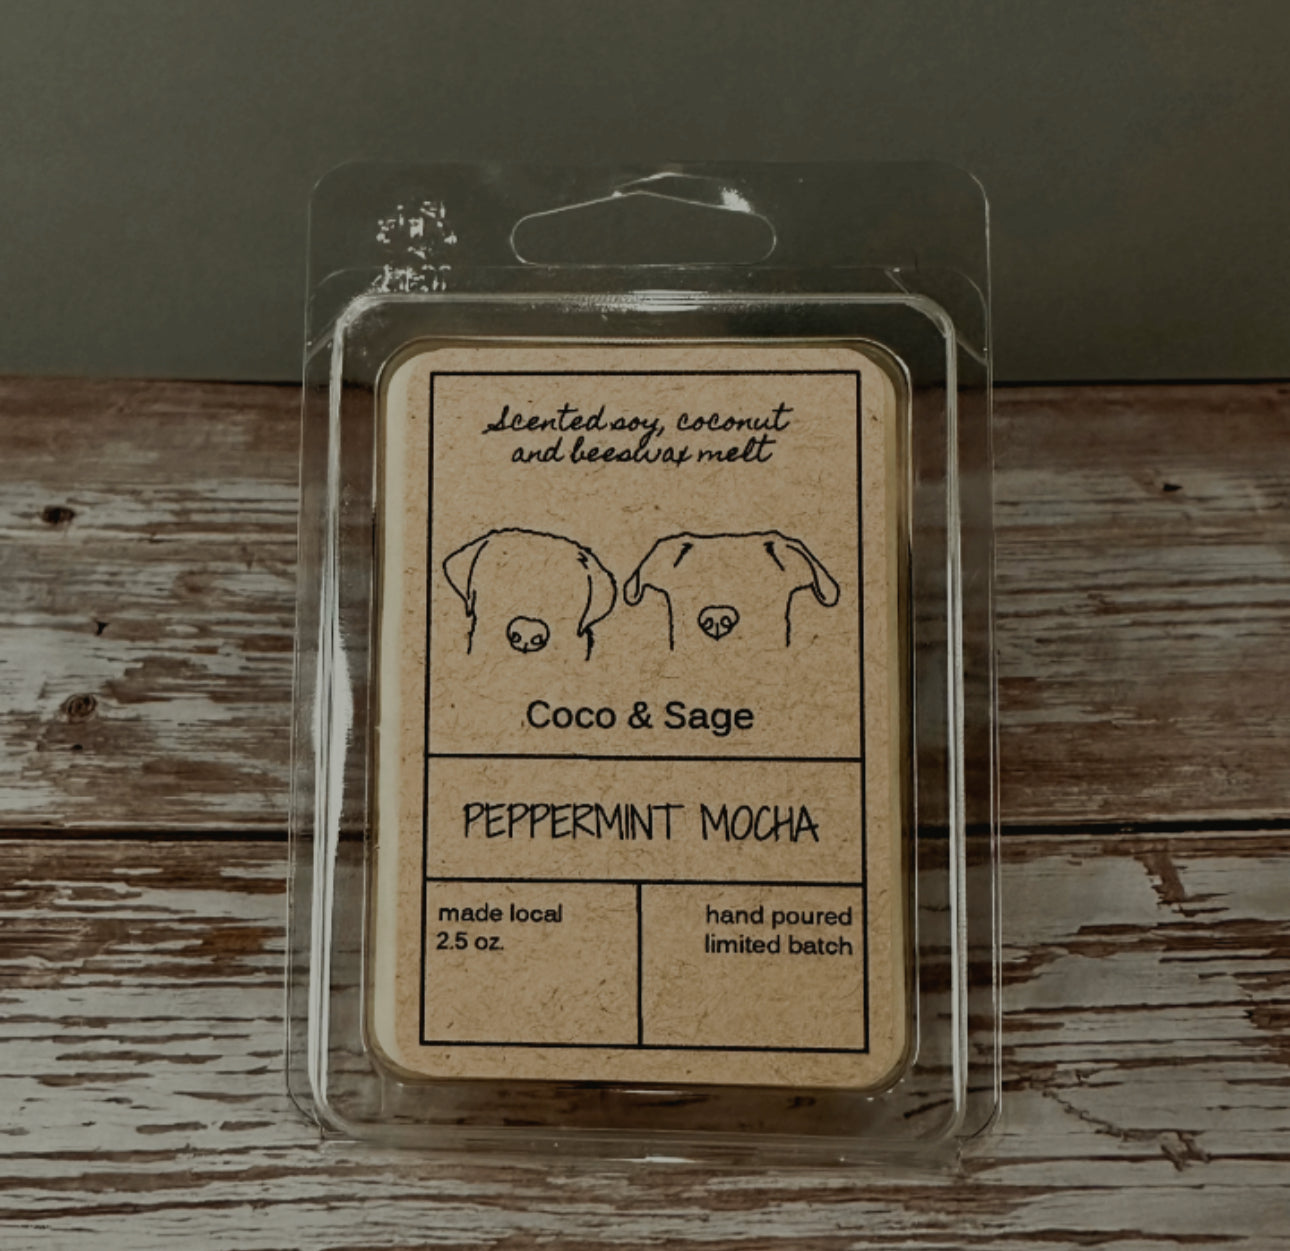 Scented soy, coconut
and beeswax melt
Coco & Sage
PEPPERMINT MOCHA
made local
2.5 oz.
hand poured
limited batch